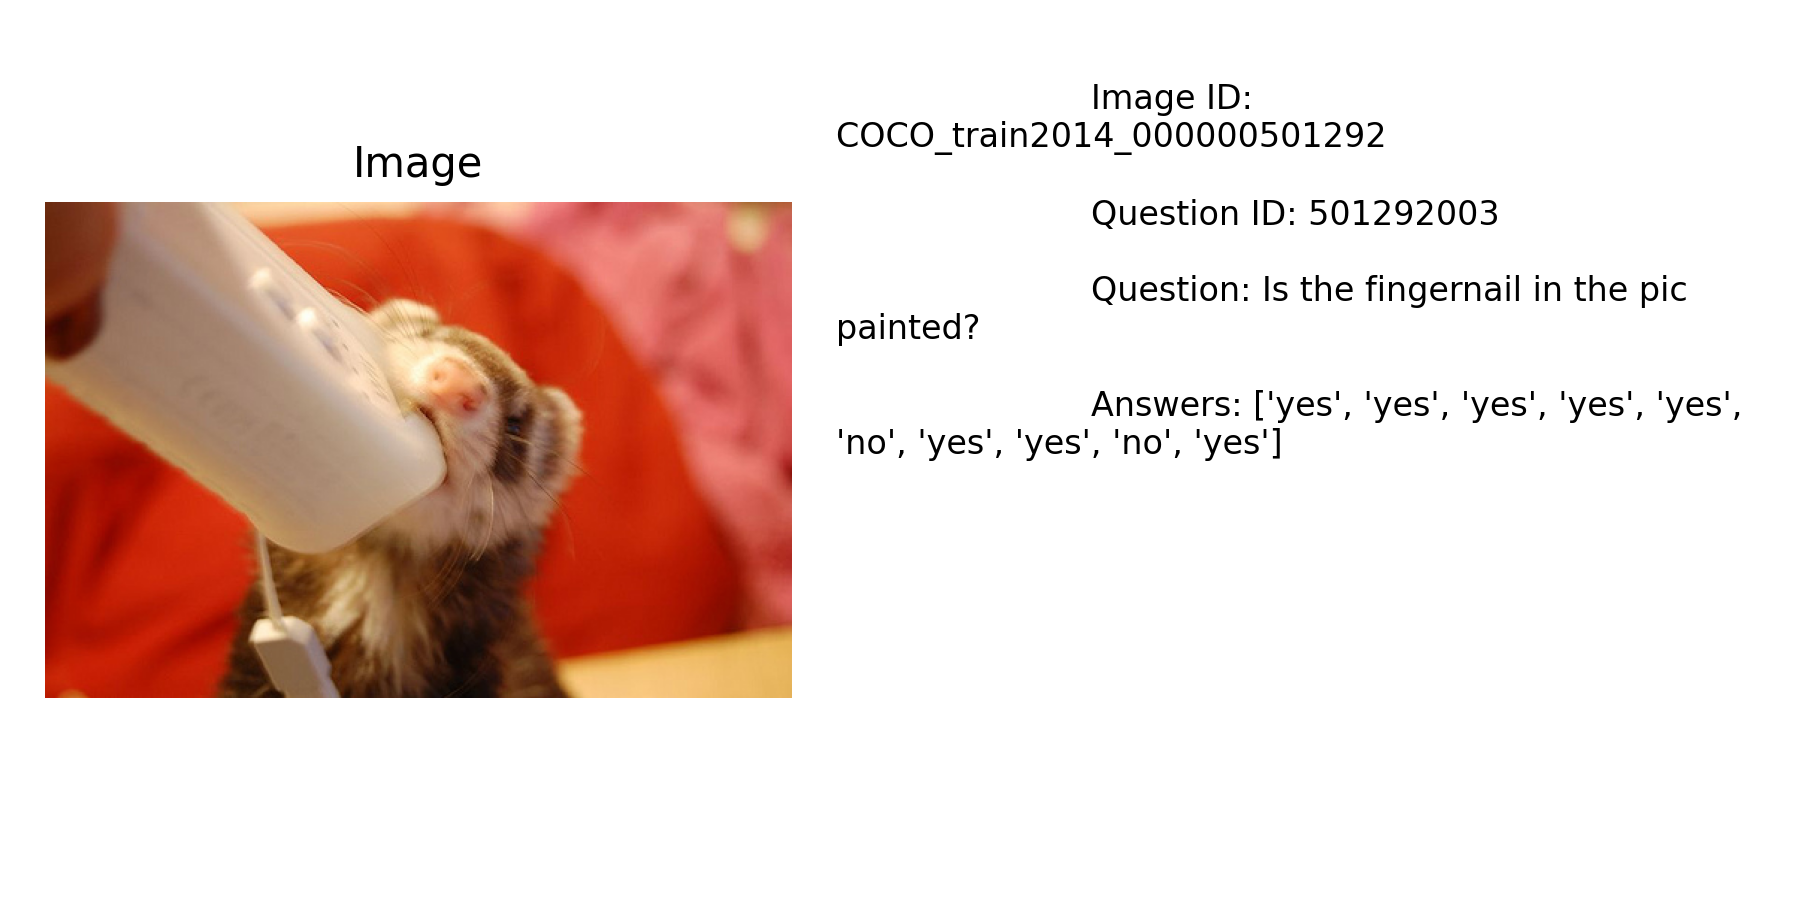 Image
Image ID:
COCO_train2014_000000501292
Question ID: 501292003
Question: Is the fingernail in the pic
painted?
Answers: ['yes', 'yes', 'yes', 'yes', 'yes',
'no', 'yes', 'yes', 'no', 'yes']